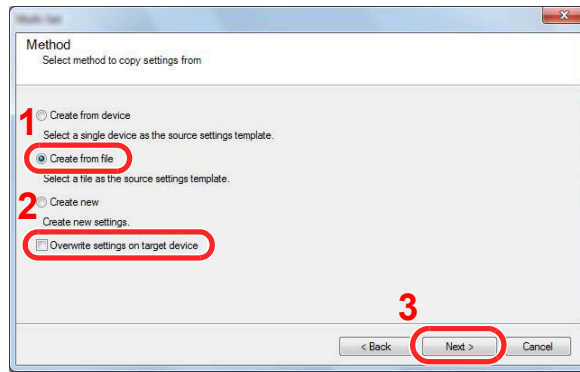 Multi-Set
Method
Select method to copy settings from
1
Create from device
Select a single device as the source settings template.
Create from file
Select a file as the source settings template.
2
Create new
Create new settings.
Overwrite settings on target device
3
< Back
Next >
Cancel